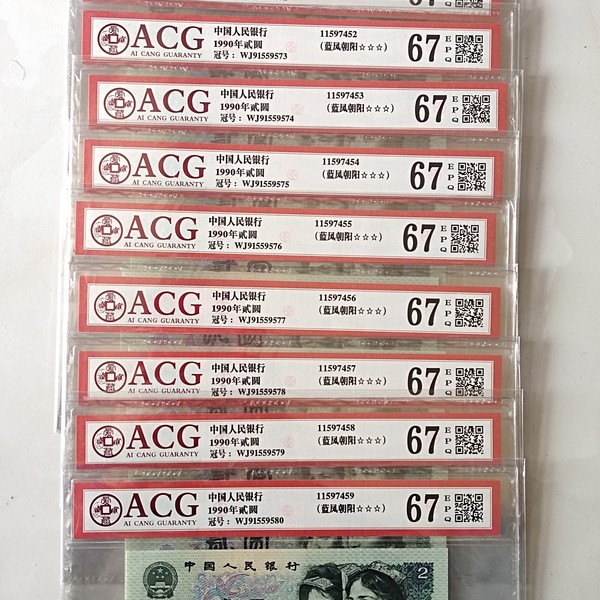 67
ACG
AI CANG GUARANTY
中国人民银行
1990年贰圆
冠号：WJ91559573
11597452
(蓝凤朝阳☆☆☆)
67
EPQ
ACG
AI CANG GUARANTY
中国人民银行
1990年贰圆
冠号：WJ91559574
11597453
(蓝凤朝阳☆☆☆)
67
EPQ
ACG
AI CANG GUARANTY
中国人民银行
1990年贰圆
冠号：WJ91559575
11597454
(蓝凤朝阳☆☆☆)
67
EPQ
ACG
AI CANG GUARANTY
中国人民银行
1990年贰圆
冠号：WJ91559576
11597455
(蓝凤朝阳☆☆☆)
67
EPQ
ACG
AI CANG GUARANTY
中国人民银行
1990年贰圆
冠号：WJ91559577
11597456
(蓝凤朝阳☆☆☆)
67
EPQ
ACG
AI CANG GUARANTY
中国人民银行
1990年贰圆
冠号：WJ91559578
11597457
(蓝凤朝阳☆☆☆)
67
EPQ
ACG
AI CANG GUARANTY
中国人民银行
1990年贰圆
冠号：WJ91559579
11597458
(蓝凤朝阳☆☆☆)
67
EPQ
ACG
AI CANG GUARANTY
中国人民银行
1990年贰圆
冠号：WJ91559580
11597459
(蓝凤朝阳☆☆☆)
67
EPQ
中国人民银行
2